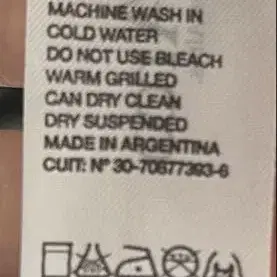 MACHINE WASH IN
COLD WATER
DO NOT USE BLEACH
WARM GRILLED
CAN DRY CLEAN
DRY SUSPENDED
MADE IN ARGENTINA
CUIT: Nº 30-70677393-6